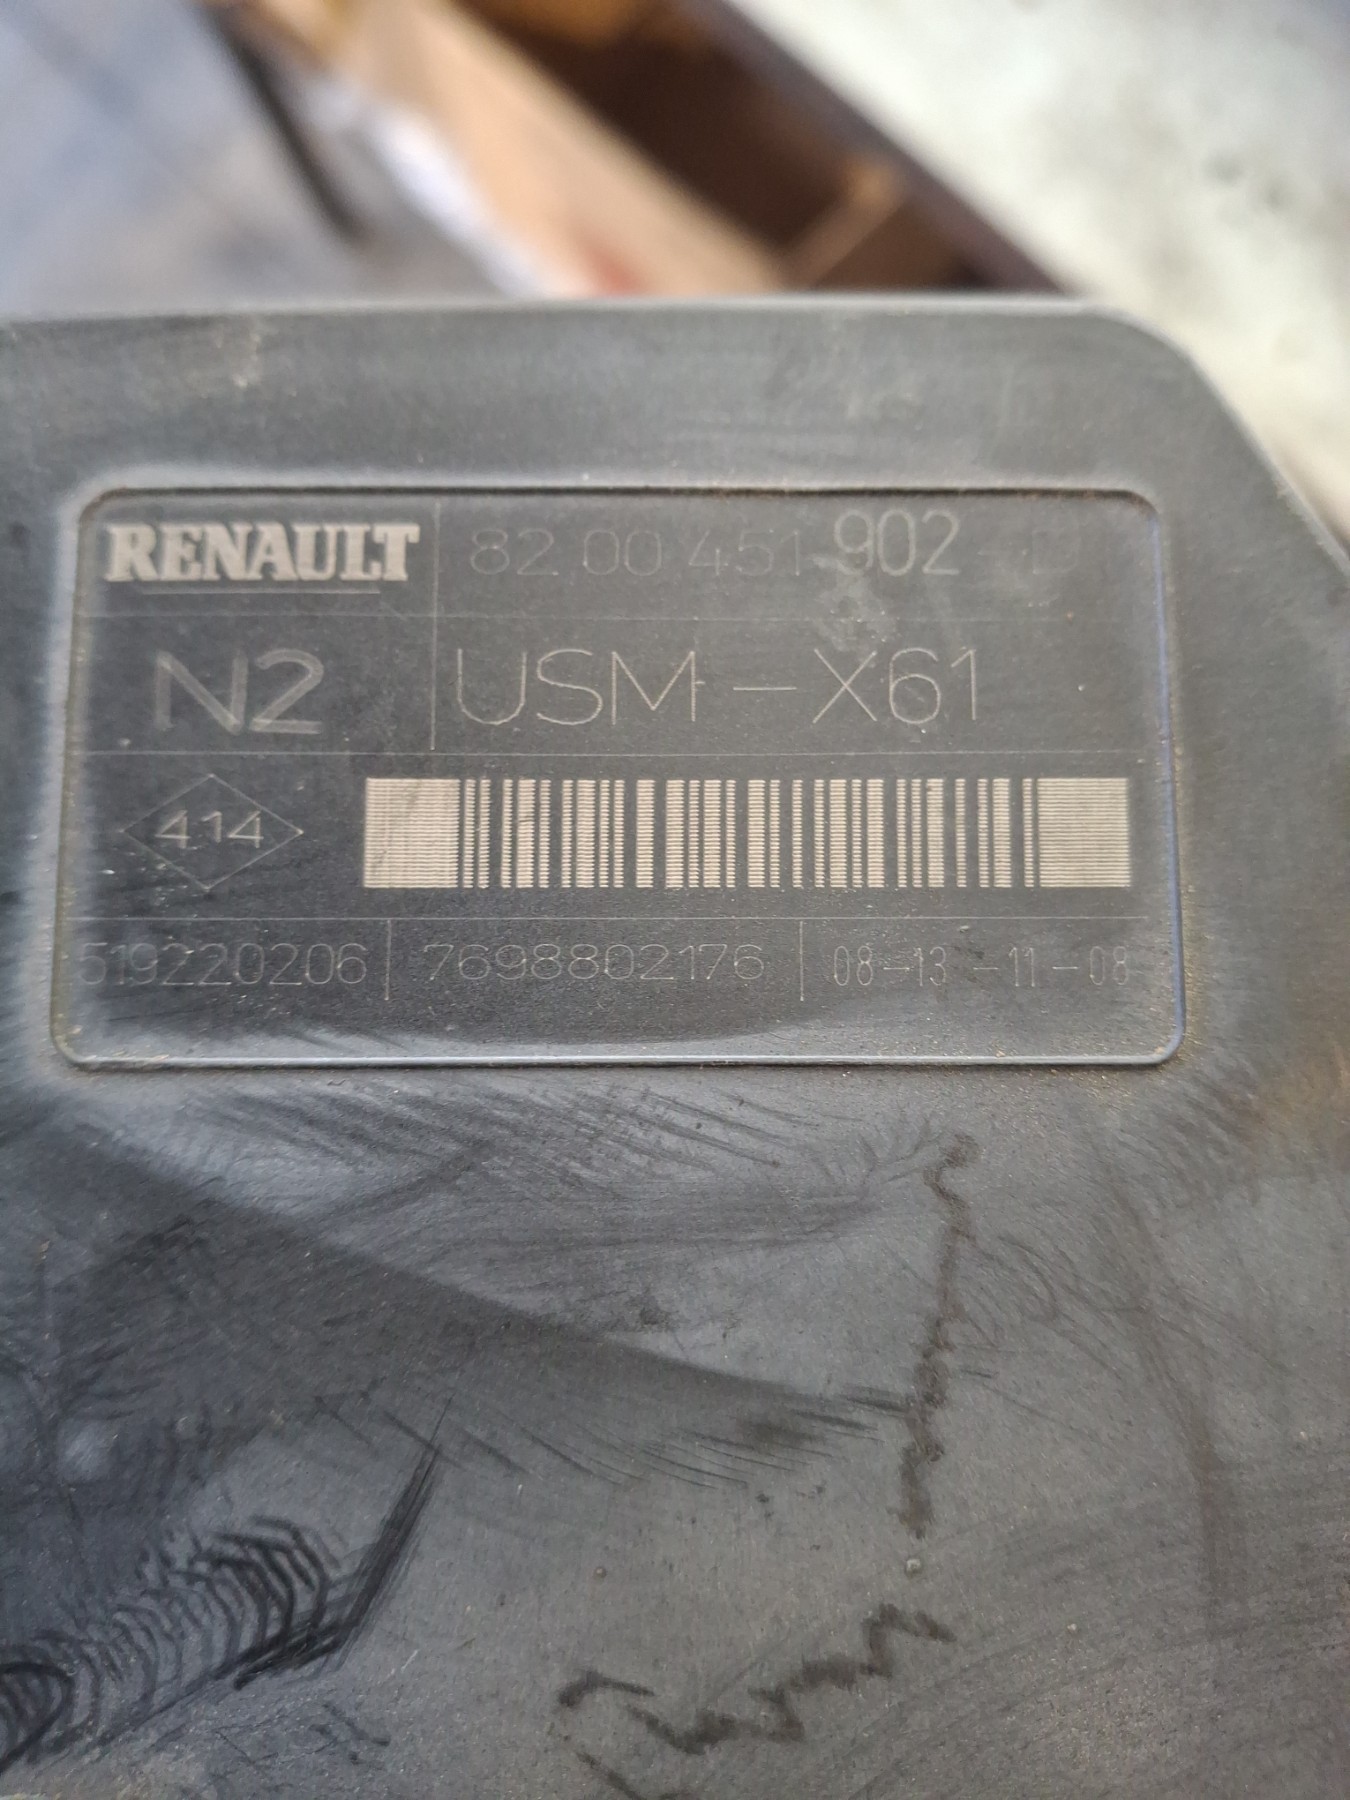 RENAULT 82 00 451 902 D
N2 USM-X61
414
519220206 7698802176 08-13-11-08